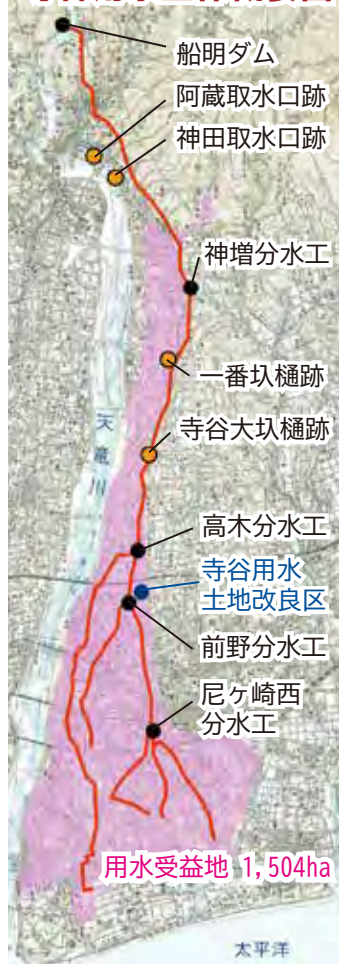 船明ダム
阿蔵取水口跡
神田取水口跡
神増分水工
一番圦樋跡
寺谷大圦樋跡
天竜川
高木分水工
寺谷用水
土地改良区
前野分水工
尼ヶ崎西
分水工
用水受益地 1,504ha
太平洋